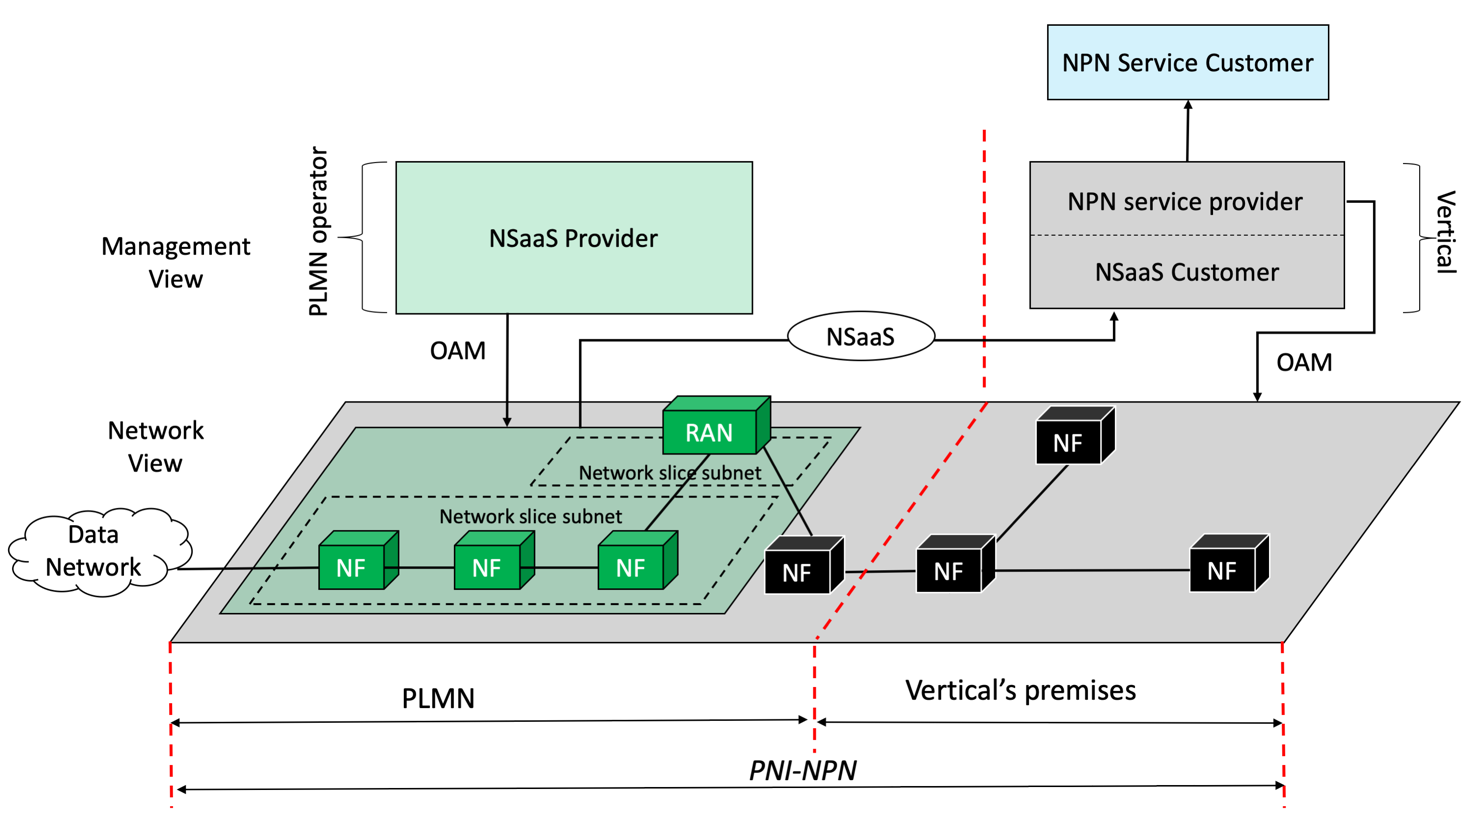 NPN Service Customer
PLMN operator
NSaaS Provider
NPN service provider
NSaaS Customer
Vertical
Management
View
NSaaS
OAM
OAM
Network
View
RAN
NF
Network slice subnet
Network slice subnet
Data
Network
NF
NF
NF
NF
NF
NF
PLMN
Vertical’s premises
PNI-NPN